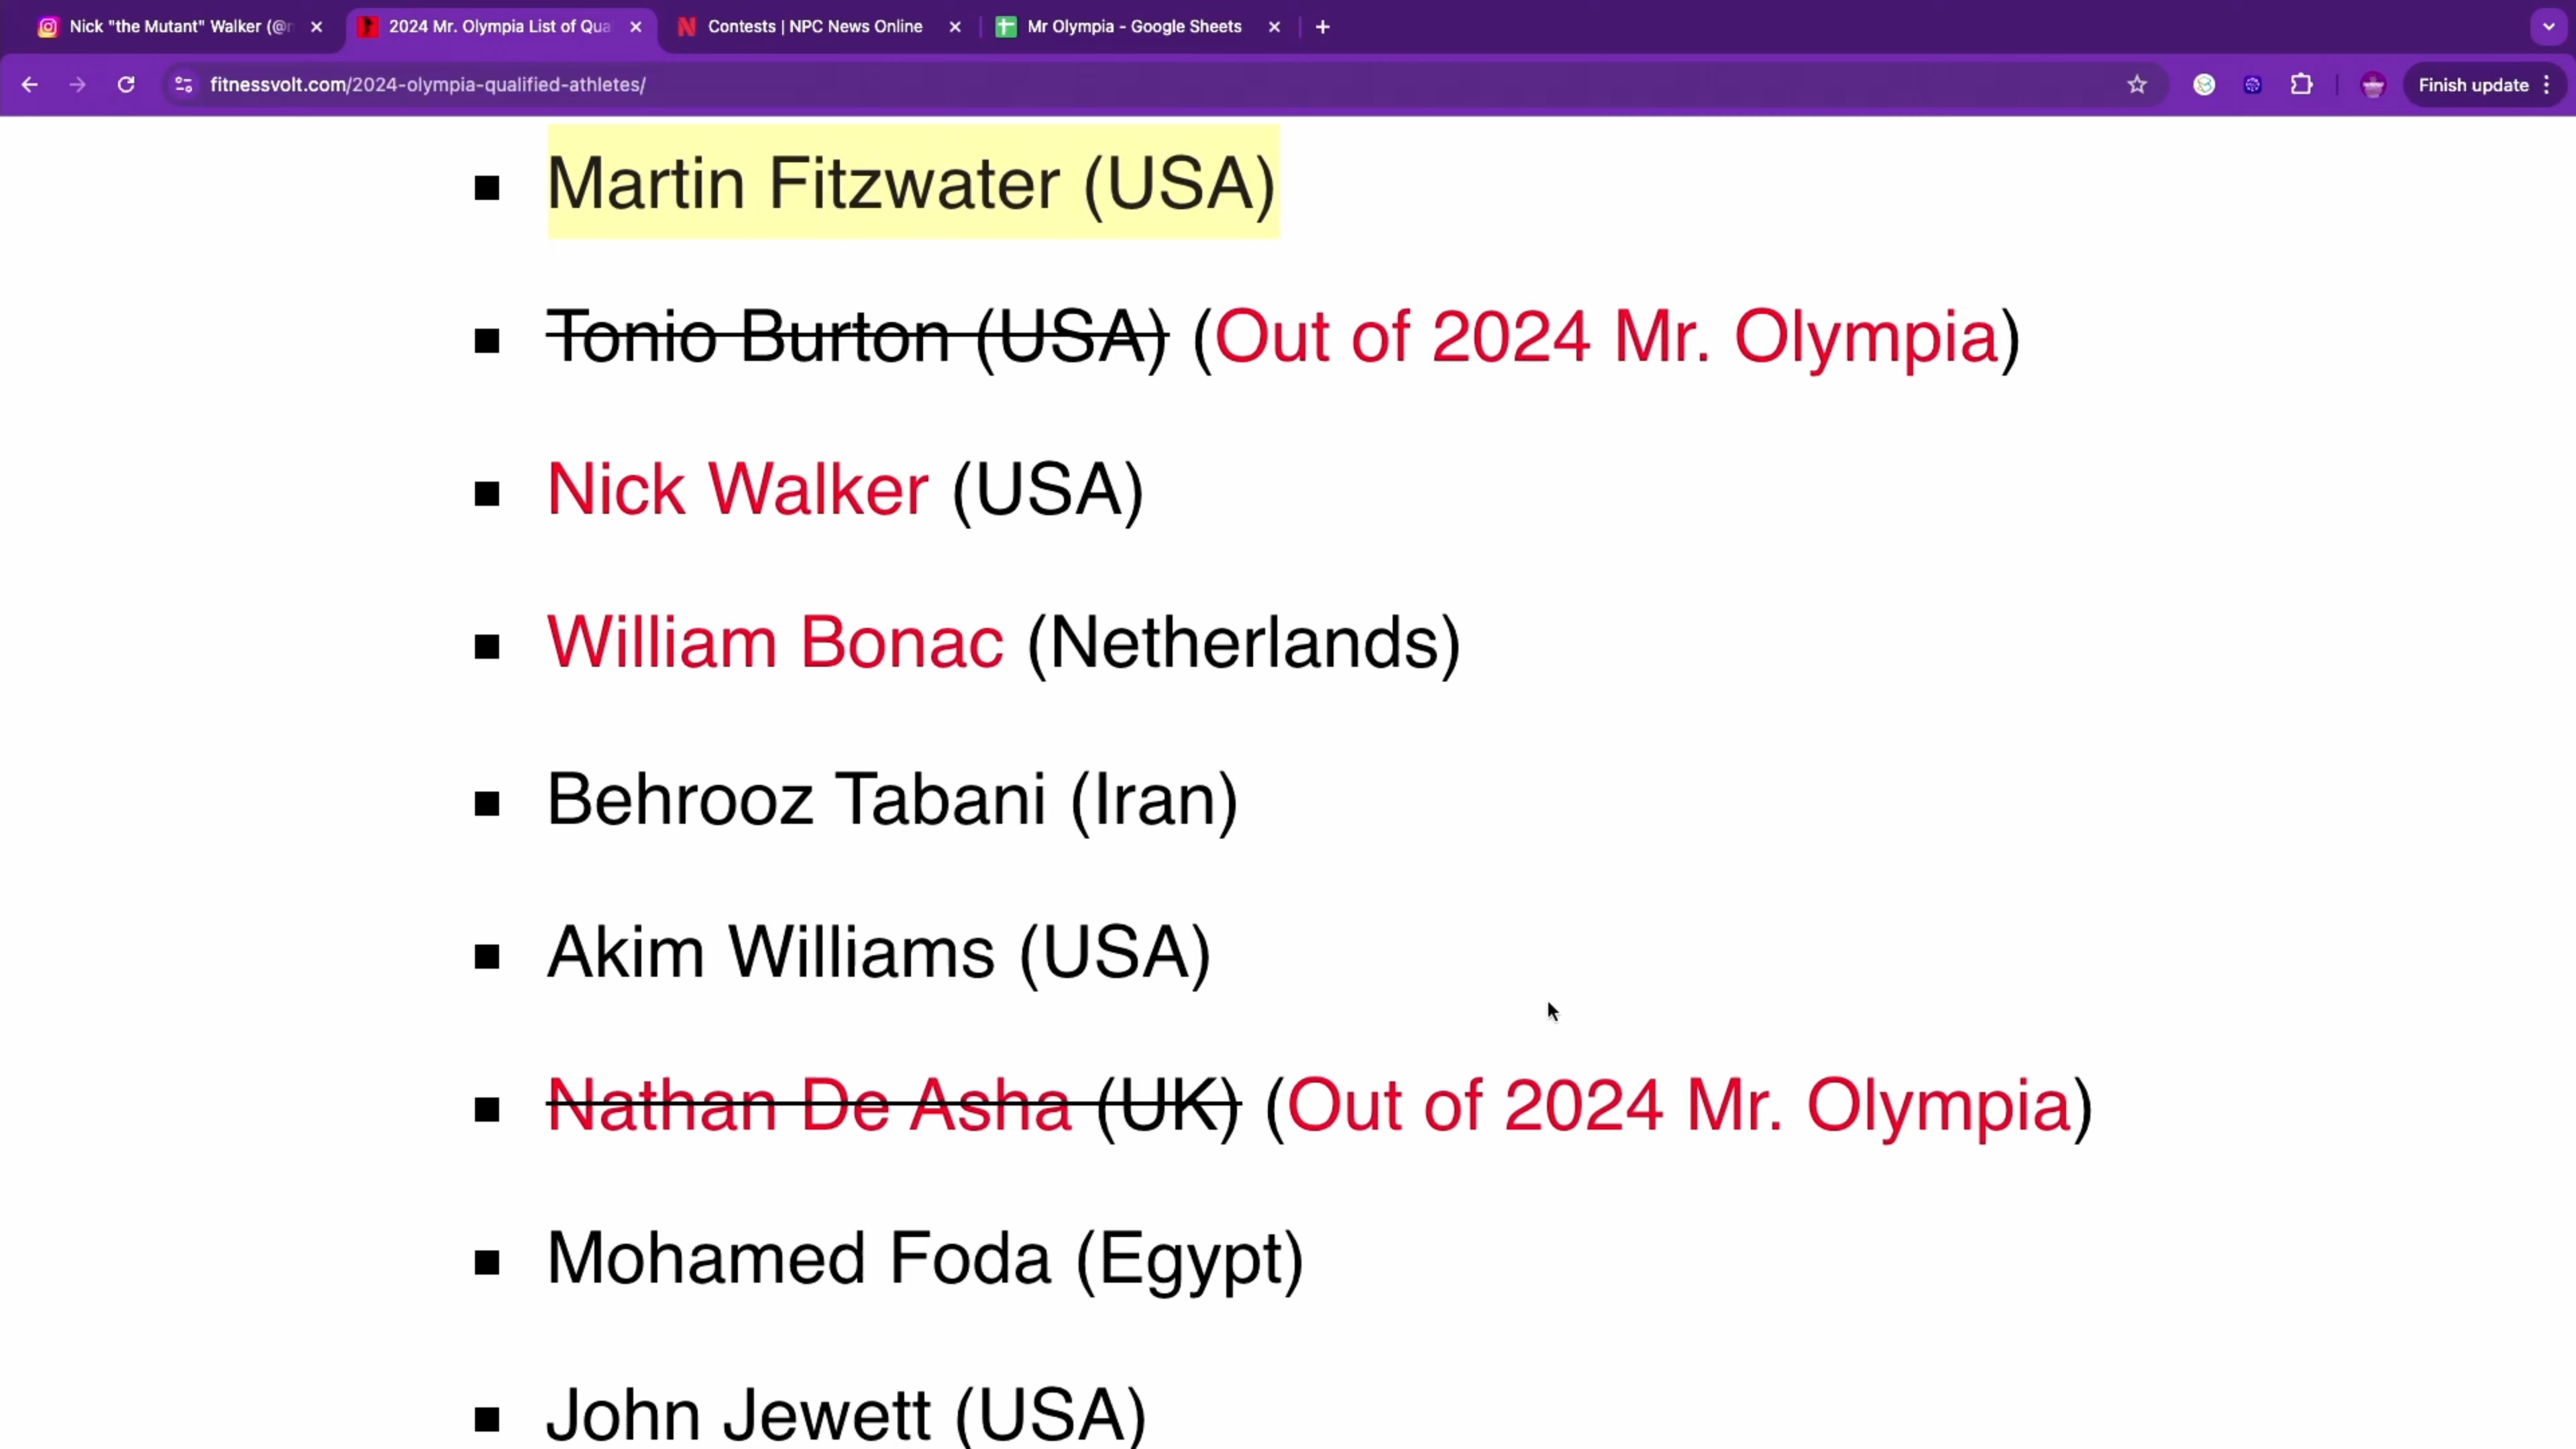 Nick "the Mutant" Walker (@n
2024 Mr. Olympia List of Qua
Contests | NPC News Online
Mr Olympia - Google Sheets
fitnessvolt.com/2024-olympia-qualified-athletes/
Finish update
Martin Fitzwater (USA)
Tonio Burton (USA) (Out of 2024 Mr. Olympia)
Nick Walker (USA)
William Bonac (Netherlands)
Behrooz Tabani (Iran)
Akim Williams (USA)
Nathan De Asha (UK) (Out of 2024 Mr. Olympia)
Mohamed Foda (Egypt)
John Jewett (USA)